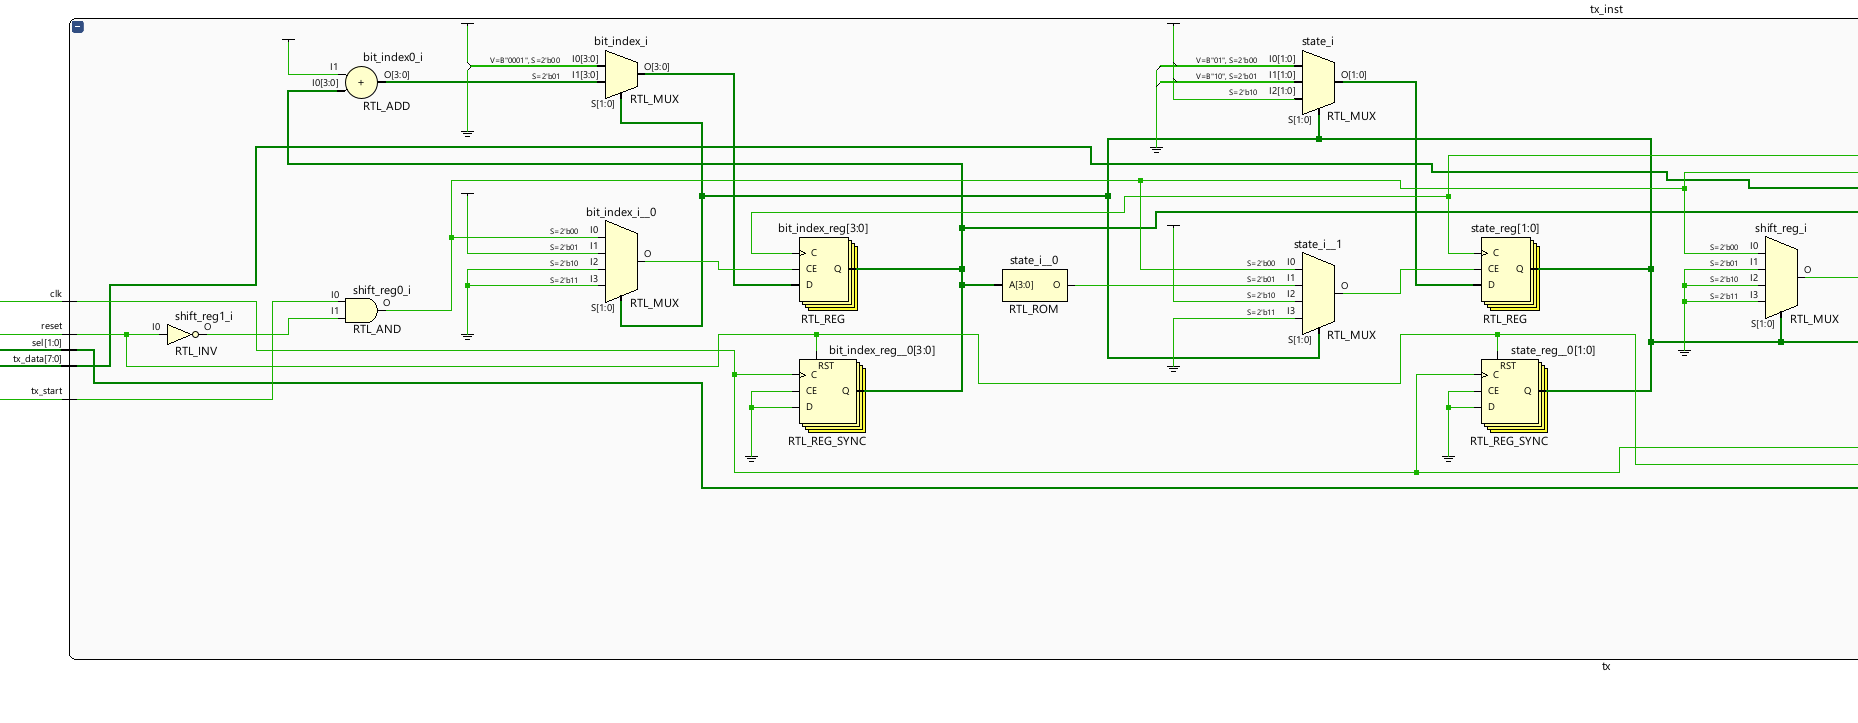 tx_inst
bit_index_i
state_i
bit_index0_i
I1
O[3:0]
I0[3:0]
RTL_ADD
V=B"0001", S=2'b00
I0[3:0]
S=2'b01
I1[3:0]
O[3:0]
S[1:0]
RTL_MUX
V=B"01", S=2'b00
I0[1:0]
V=B"10", S=2'b01
I1[1:0]
S=2'b10
I2[1:0]
O[1:0]
S[1:0]
RTL_MUX
bit_index_i__0
S=2'b00
I0
S=2'b01
I1
S=2'b10
I2
S=2'b11
I3
O
S[1:0]
RTL_MUX
bit_index_reg[3:0]
C
CE
Q
D
RTL_REG
state_i__0
A[3:0]
O
RTL_ROM
state_i__1
S=2'b00
I0
S=2'b01
I1
S=2'b10
I2
S=2'b11
I3
O
S[1:0]
RTL_MUX
state_reg[1:0]
C
CE
Q
D
RTL_REG
shift_reg_i
S=2'b00
I0
S=2'b01
I1
S=2'b10
I2
S=2'b11
I3
O
S[1:0]
RTL_MUX
clk
reset
sel[1:0]
tx_data[7:0]
tx_start
shift_reg1_i
I0
O
RTL_INV
shift_reg0_i
I0
I1
O
RTL_AND
bit_index_reg__0[3:0]
RST
C
CE
Q
D
RTL_REG_SYNC
state_reg__0[1:0]
RST
C
CE
Q
D
RTL_REG_SYNC
tx